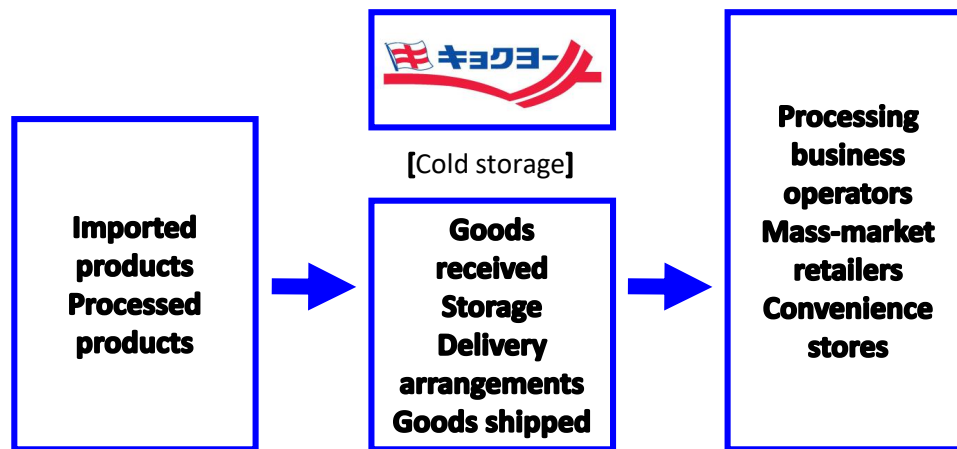 キョクヨー
[Cold storage]
Imported
products
Processed
products
Goods
received
Storage
Delivery
arrangements
Goods shipped
Processing
business
operators
Mass-market
retailers
Convenience
stores